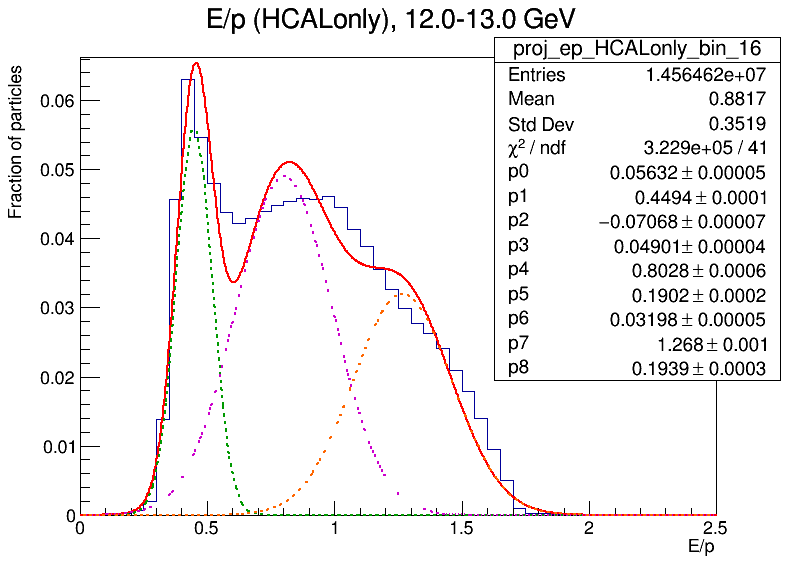 E/p (HCALonly), 12.0-13.0 GeV
proj_ep_HCALonly_bin_16
Entries 1.456462e+07
Mean 0.8817
Std Dev 0.3519
χ² / ndf 3.229e+05 / 41
p0 0.05632 ± 0.00005
p1 0.4494 ± 0.0001
p2 −0.07068 ± 0.00007
p3 0.04901 ± 0.00004
p4 0.8028 ± 0.0006
p5 0.1902 ± 0.0002
p6 0.03198 ± 0.00005
p7 1.268 ± 0.001
p8 0.1939 ± 0.0003
Fraction of particles
0.06
0.05
0.04
0.03
0.02
0.01
0
0 0.5 1 1.5 2 2.5
E/p